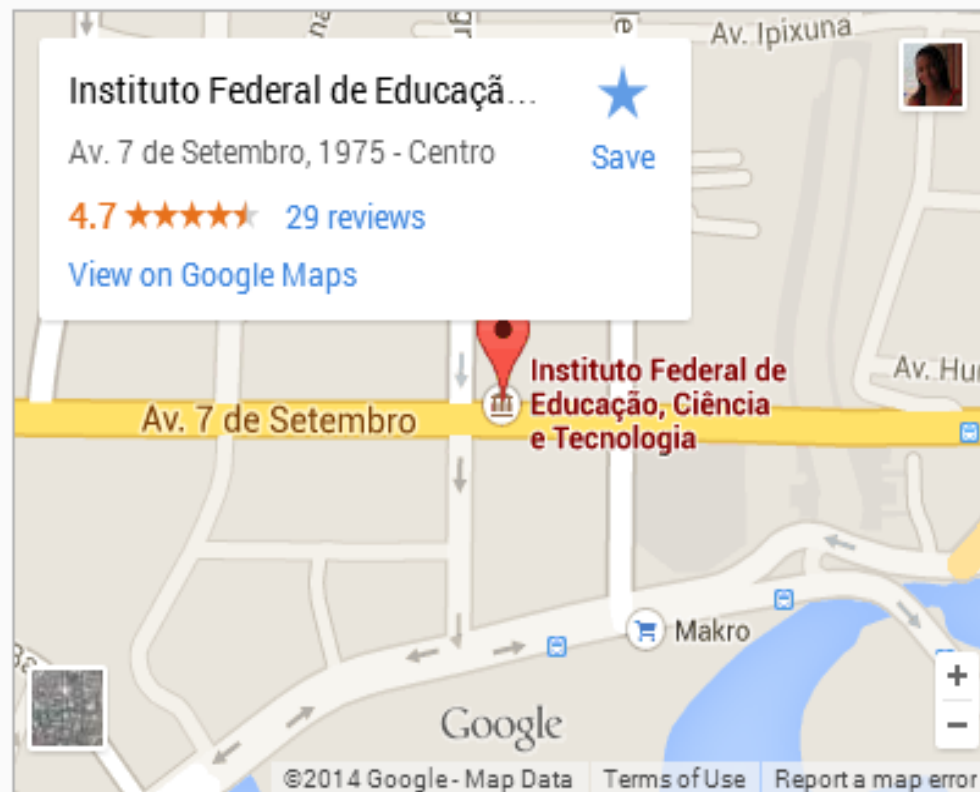 Av. Ipixuna
Instituto Federal de Educaçã...
Av. 7 de Setembro, 1975 - Centro
Save
4.7
29 reviews
View on Google Maps
Instituto Federal de
Educação, Ciência
e Tecnologia
Av. Hu
Av. 7 de Setembro
Makro
Google
+
−
©2014 Google - Map Data
Terms of Use
Report a map error